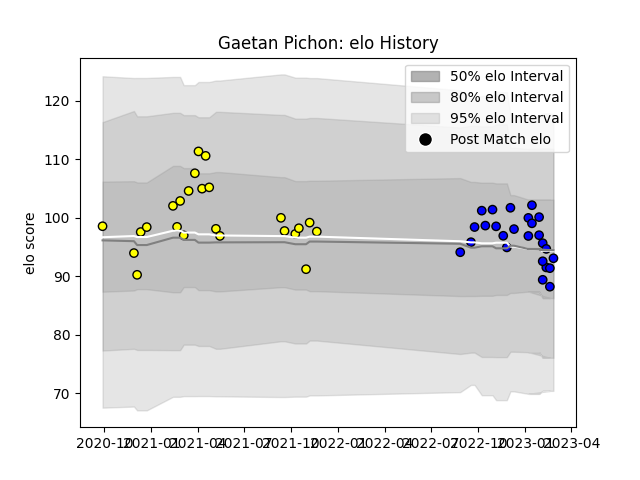 Gaetan Pichon: elo History
50% elo Interval
80% elo Interval
95% elo Interval
Post Match elo
elo score
120
110
100
90
80
70
2020-10 2021-01 2021-04 2021-07 2021-10 2022-01 2022-04 2022-07 2022-10 2023-01 2023-04